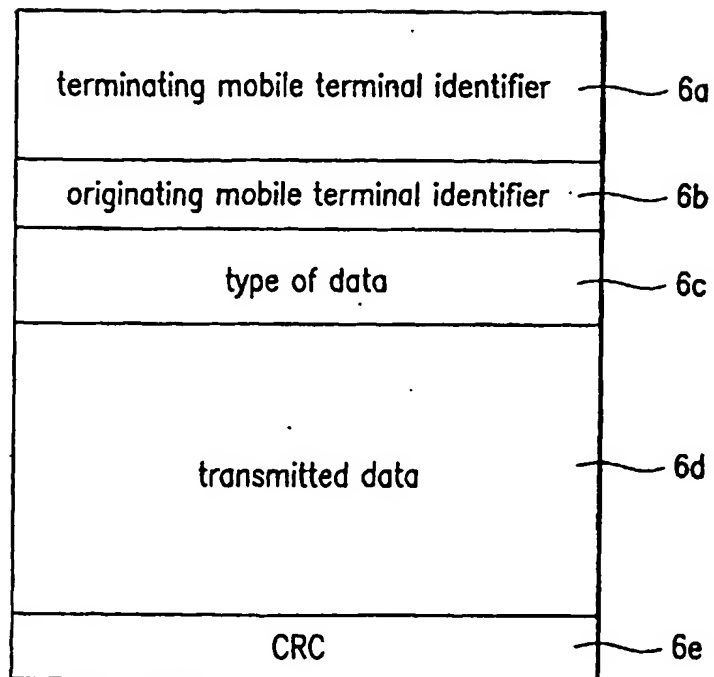 terminating mobile terminal identifier 6a
originating mobile terminal identifier 6b
type of data 6c
transmitted data 6d
CRC 6e